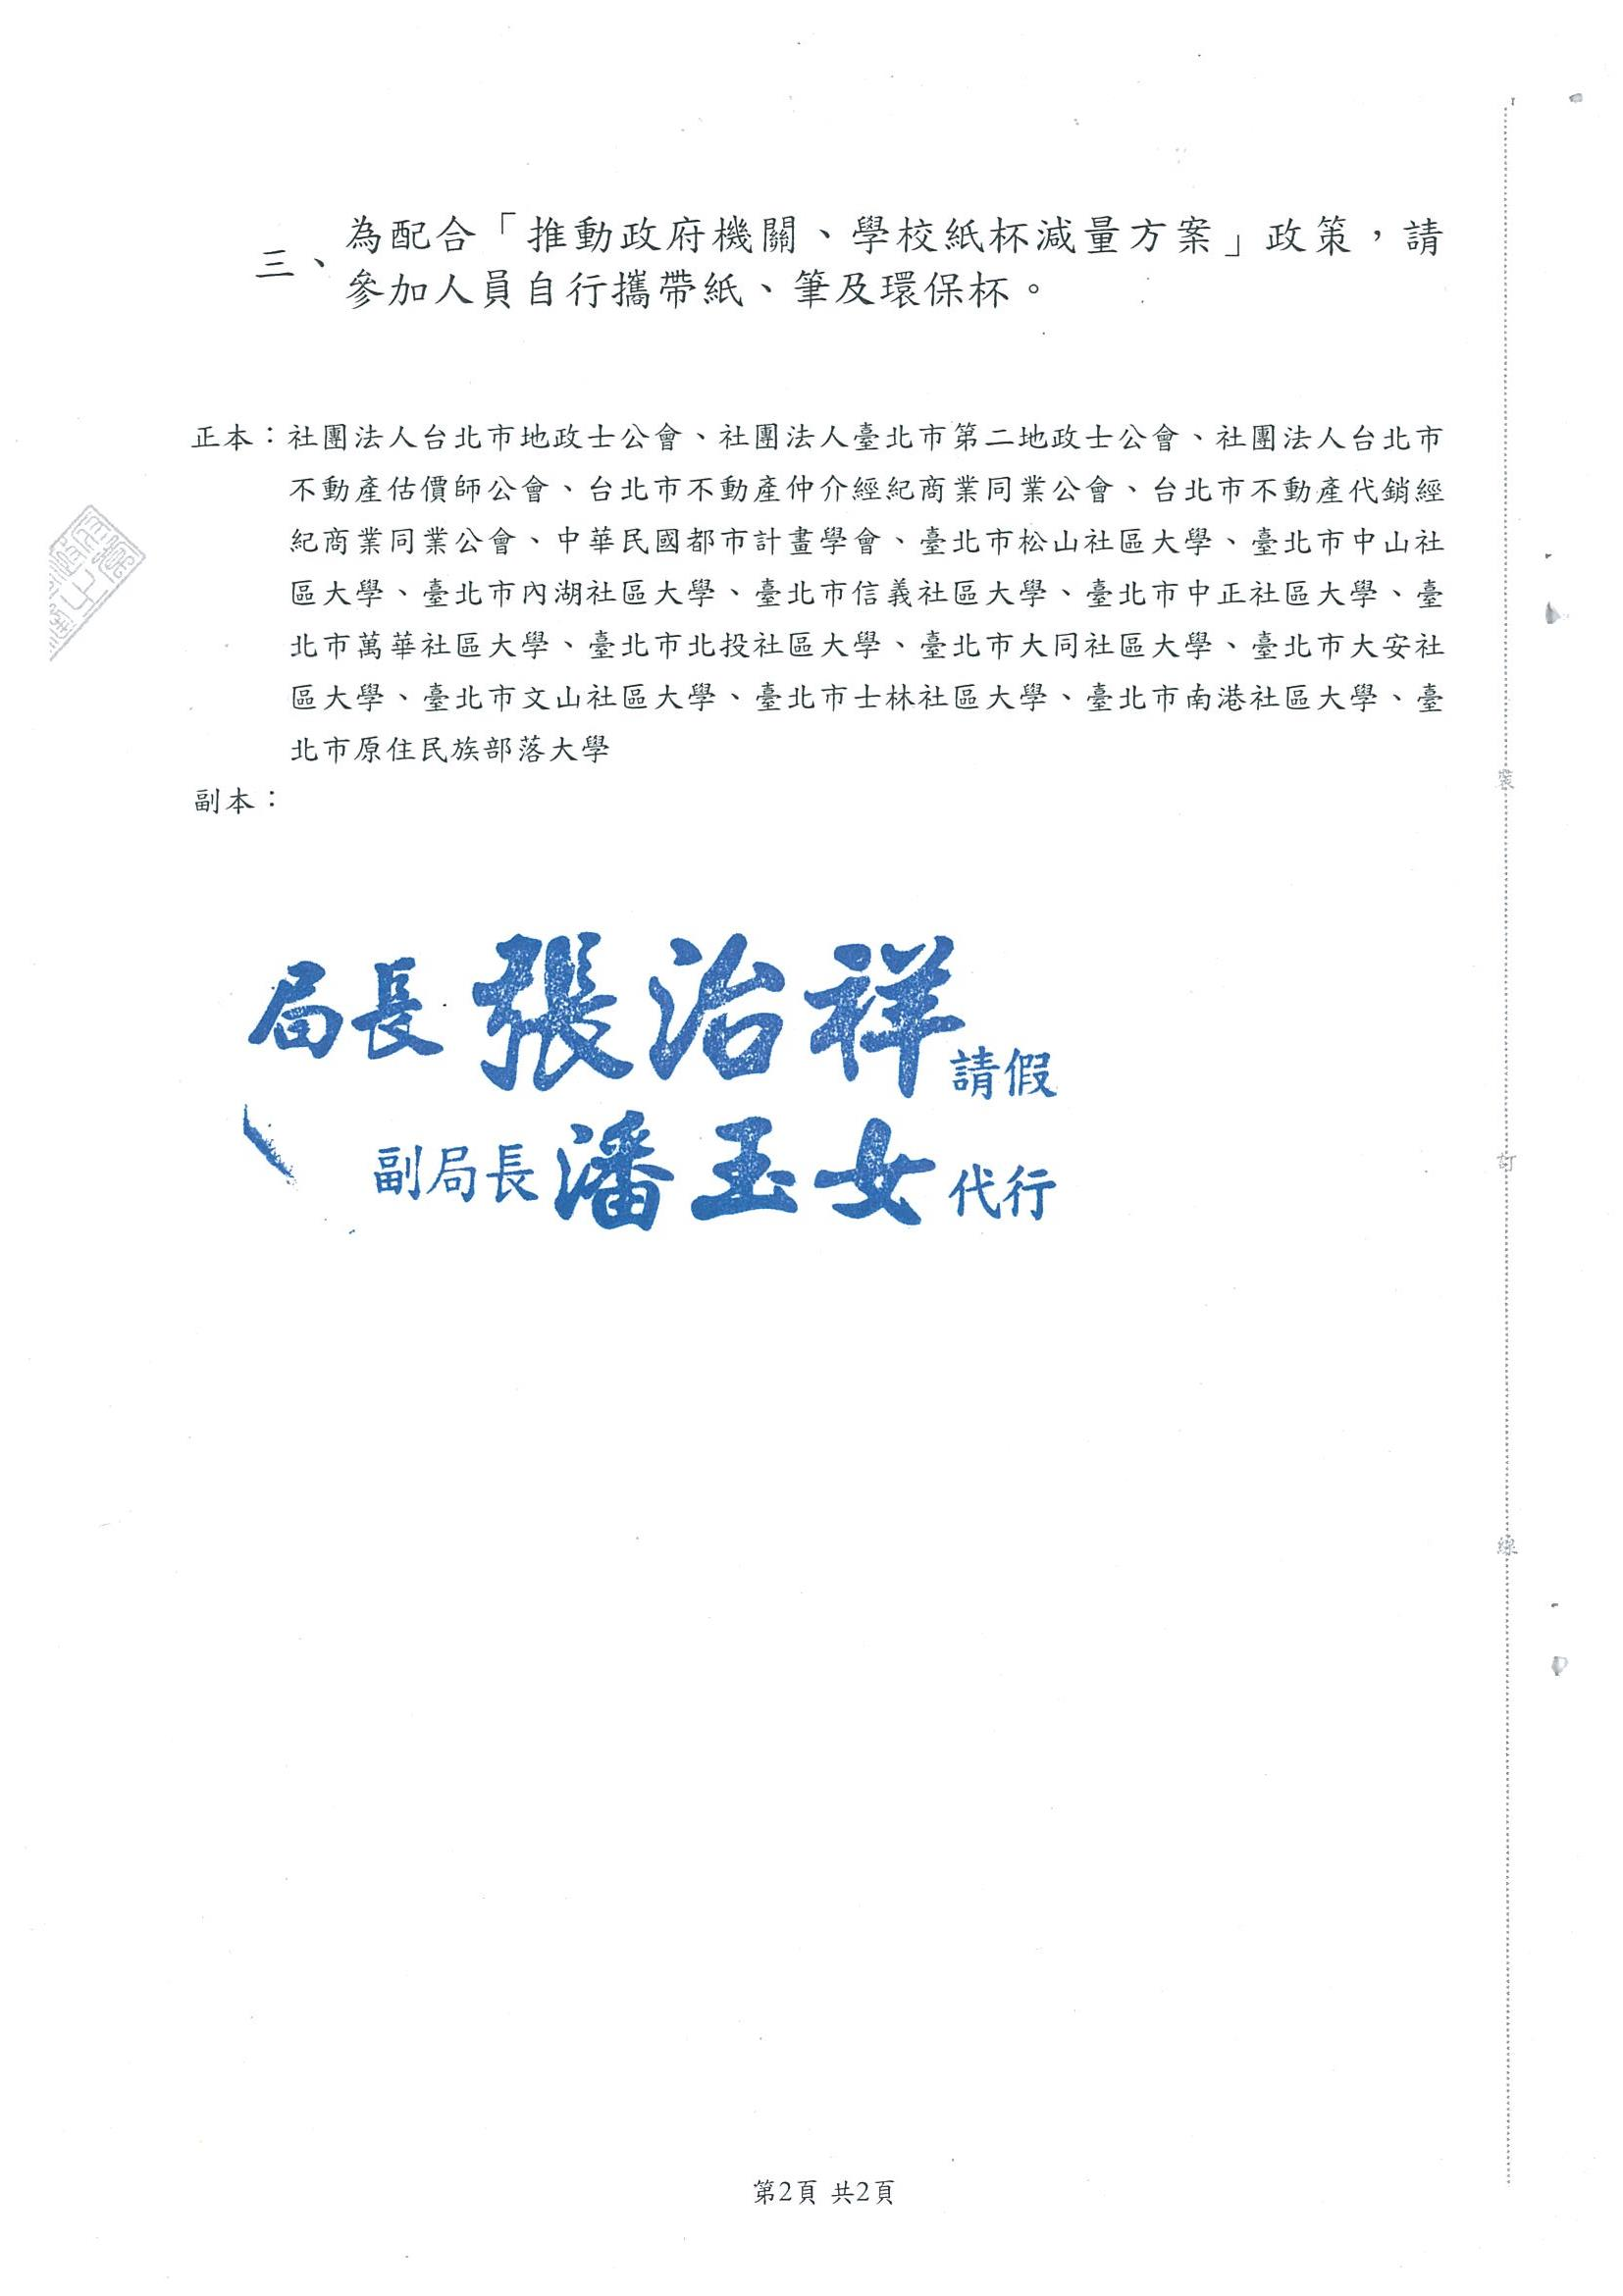 三、為配合「推動政府機關、學校紙杯減量方案」政策，請
參加人員自行攜帶紙、筆及環保杯。
正本：社團法人台北市地政士公會、社團法人臺北市第二地政士公會、社團法人台北市
不動產估價師公會、台北市不動產仲介經紀商業同業公會、台北市不動產代銷經
紀商業同業公會、中華民國都市計畫學會、臺北市松山社區大學、臺北市中山社
區大學、臺北市內湖社區大學、臺北市信義社區大學、臺北市中正社區大學、臺
北市萬華社區大學、臺北市北投社區大學、臺北市大同社區大學、臺北市大安社
區大學、臺北市文山社區大學、臺北市士林社區大學、臺北市南港社區大學、臺
北市原住民族部落大學
副本：
局長張治祥請假
副局長潘玉女代行
裝
訂
線
第2頁 共2頁